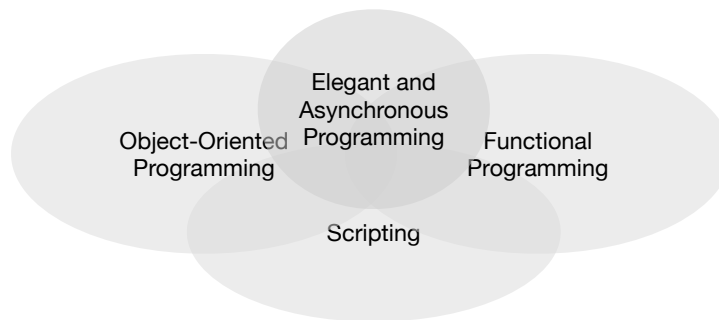 Elegant and
Asynchronous
Programming
Object-Oriented
Programming
Functional
Programming
Scripting